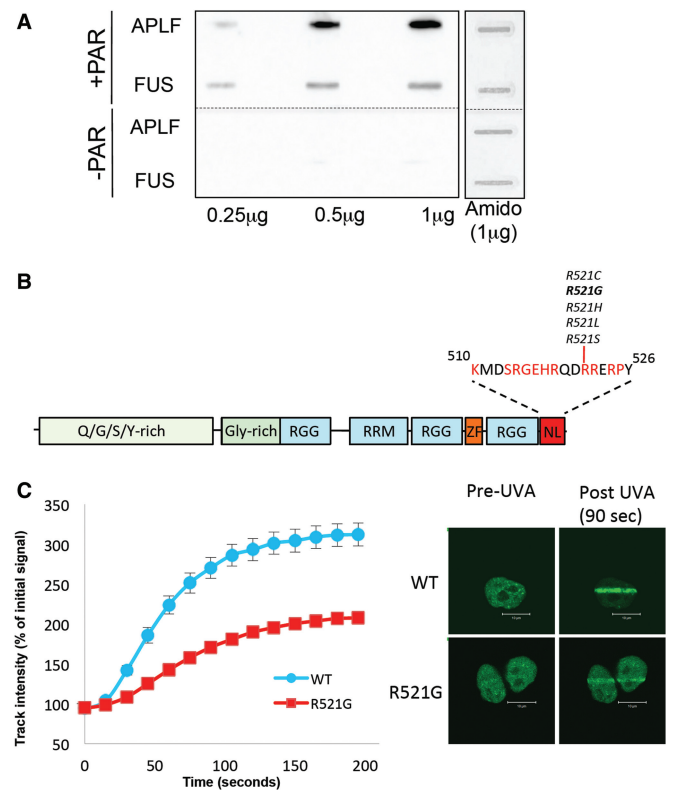 A
+PAR
APLF
FUS
-PAR
APLF
FUS
0.25µg
0.5µg
1µg
Amido
(1µg)
B
R521C
R521G
R521H
R521L
R521S
510
KMDSRGEHRQDRRERPY
526
Q/G/S/Y-rich
Gly-rich
RGG
RRM
RGG
ZF
RGG
NL
C
Track intensity (% of initial signal)
350
300
250
200
150
100
50
0
50
100
150
200
Time (seconds)
WT
R521G
Pre-UVA
Post UVA
(90 sec)
WT
R521G